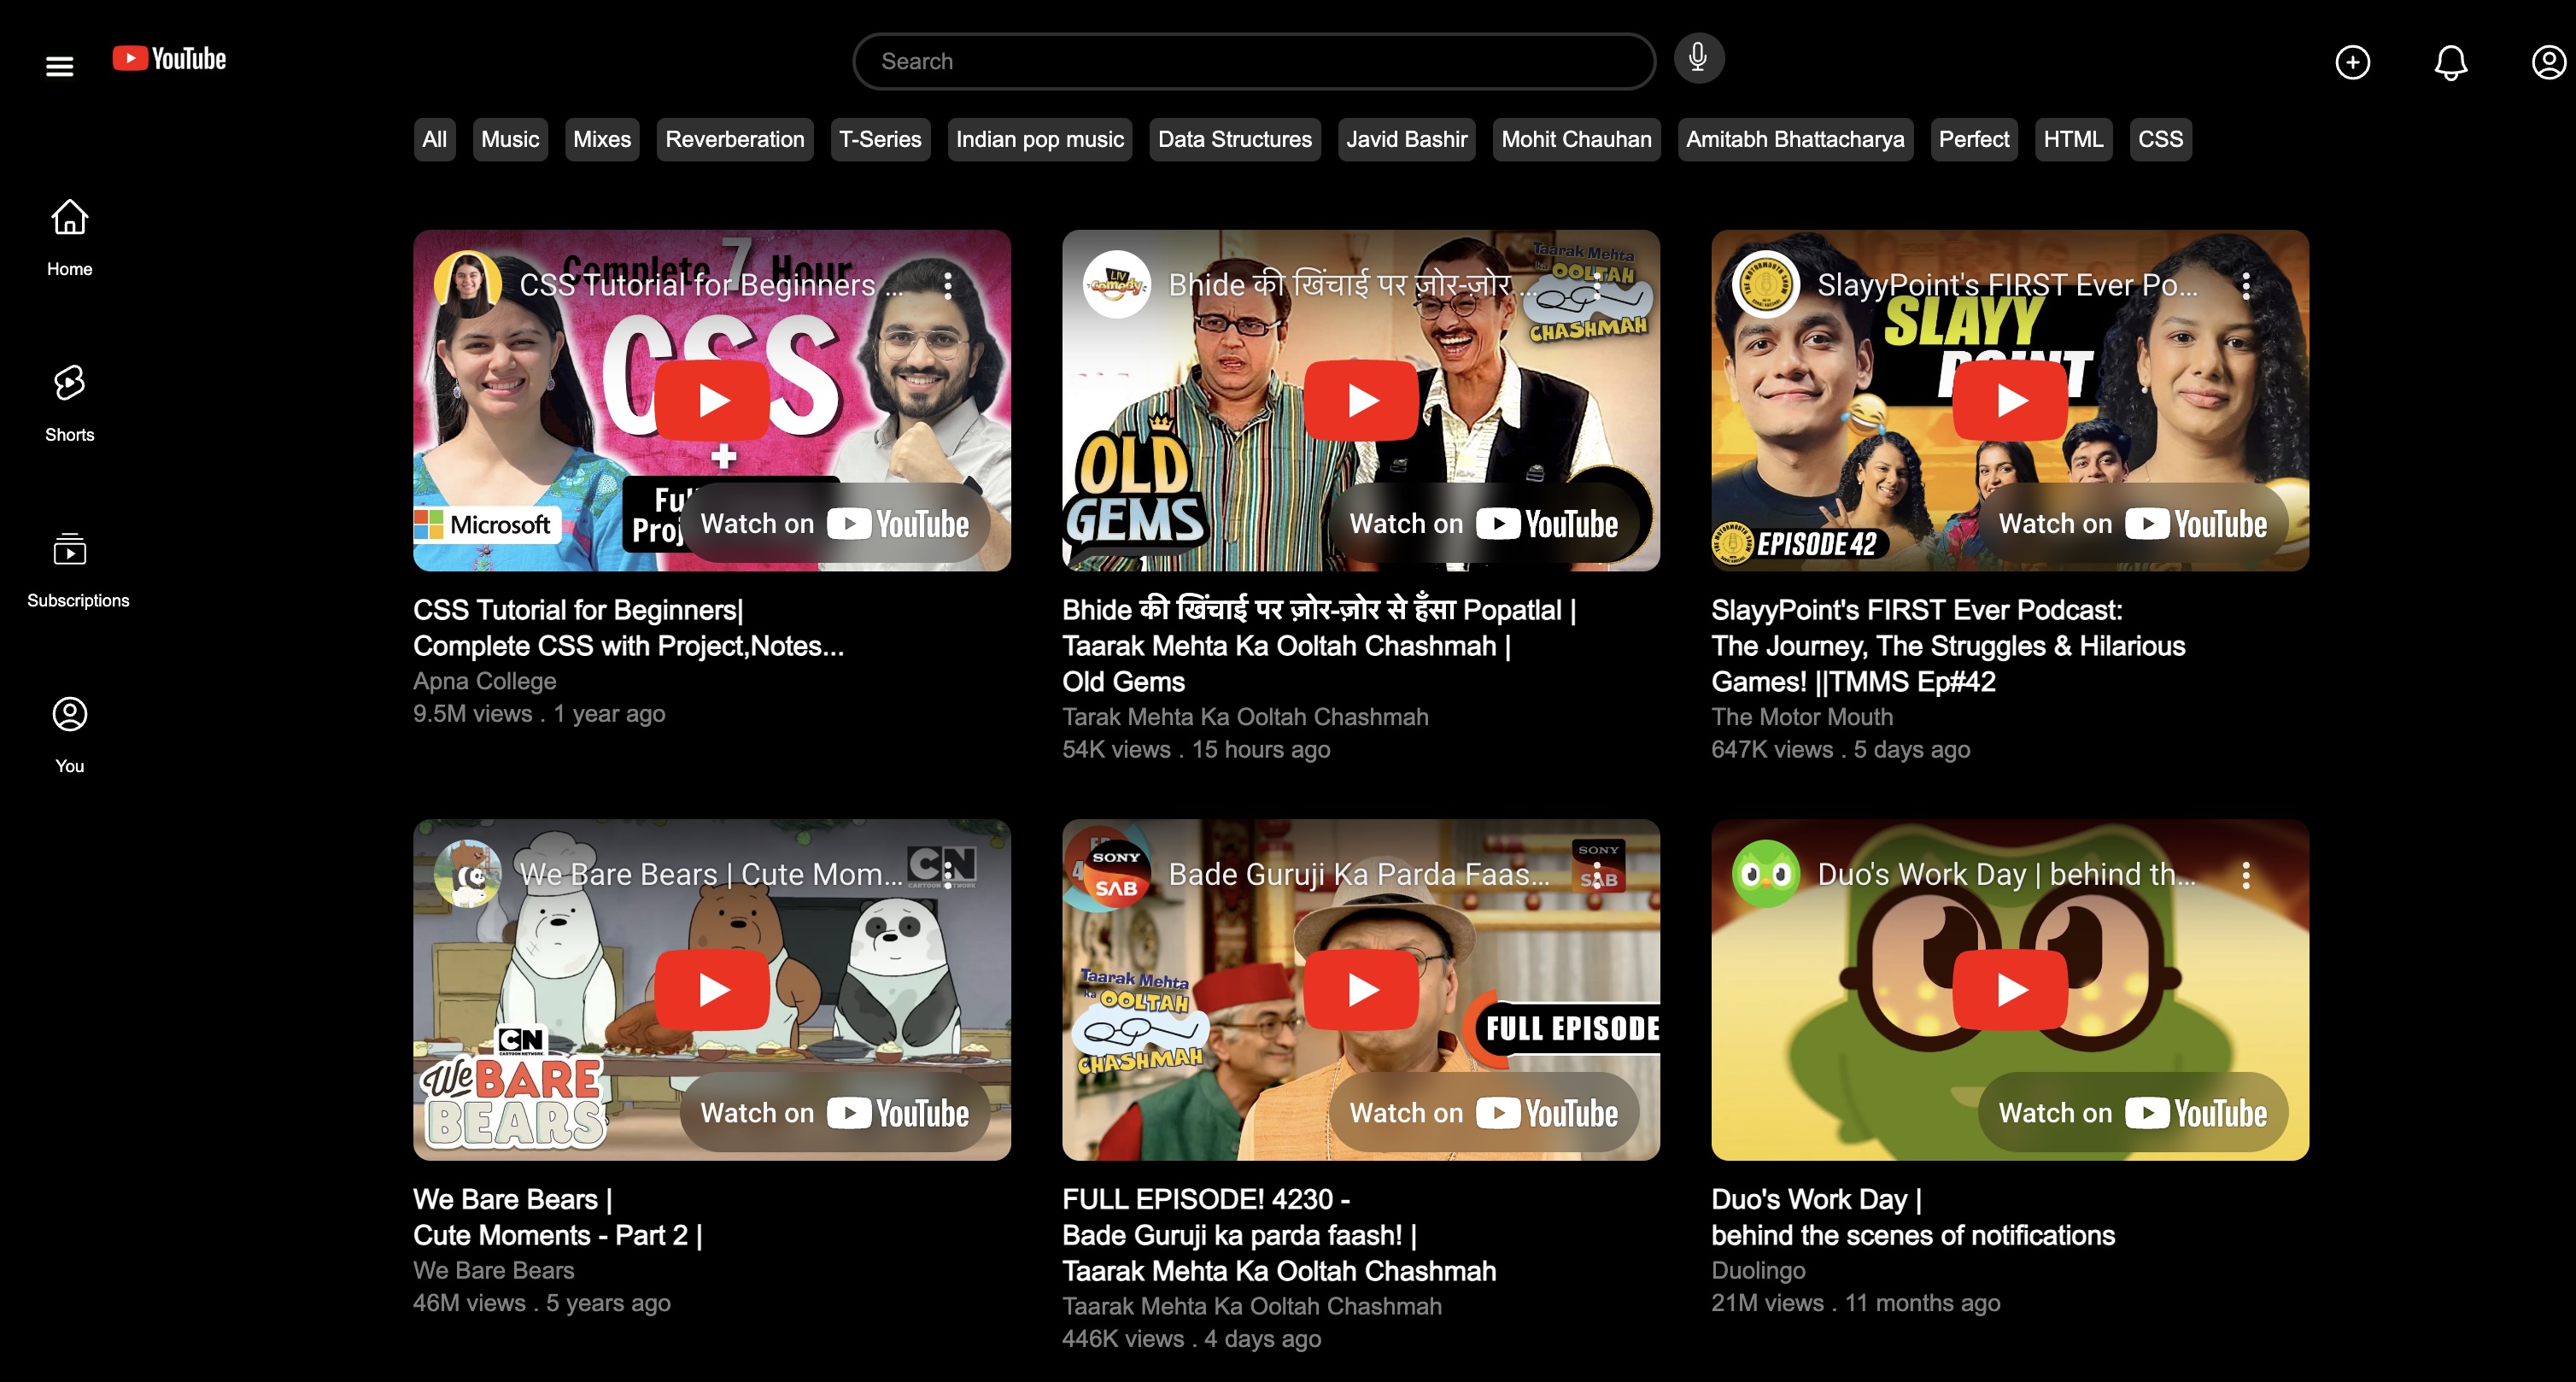 YouTube
Search
All Music Mixes Reverberation T-Series Indian pop music Data Structures Javid Bashir Mohit Chauhan Amitabh Bhattacharya Perfect HTML CSS
Home
Shorts
Subscriptions
You
Complete 7 Hour
CSS Tutorial for Beginners ...
CSS
+
Microsoft
Watch on YouTube
CSS Tutorial for Beginners|
Complete CSS with Project,Notes...
Apna College
9.5M views . 1 year ago
LIV
Comedy
Bhide की खिंचाई पर ज़ोर-ज़ोर ...
Taarak Mehta
OOLTAH
CHASHMAH
OLD
GEMS
Watch on YouTube
Bhide की खिंचाई पर ज़ोर-ज़ोर से हँसा Popatlal |
Taarak Mehta Ka Ooltah Chashmah |
Old Gems
Tarak Mehta Ka Ooltah Chashmah
54K views . 15 hours ago
SlayyPoint's FIRST Ever Po...
SLAYY
POINT
EPISODE 42
Watch on YouTube
SlayyPoint's FIRST Ever Podcast:
The Journey, The Struggles & Hilarious
Games! ||TMMS Ep#42
The Motor Mouth
647K views . 5 days ago
We Bare Bears | Cute Mom...
CN
CARTOON NETWORK
CN
CARTOON NETWORK
We BARE
BEARS
Watch on YouTube
We Bare Bears |
Cute Moments - Part 2 |
We Bare Bears
46M views . 5 years ago
SONY
SAB
Bade Guruji Ka Parda Faas...
SONY
SAB
Taarak Mehta
ka OOLTAH
CHASHMAH
FULL EPISODE
Watch on YouTube
FULL EPISODE! 4230 -
Bade Guruji ka parda faash! |
Taarak Mehta Ka Ooltah Chashmah
Taarak Mehta Ka Ooltah Chashmah
446K views . 4 days ago
Duo's Work Day | behind th...
Watch on YouTube
Duo's Work Day |
behind the scenes of notifications
Duolingo
21M views . 11 months ago